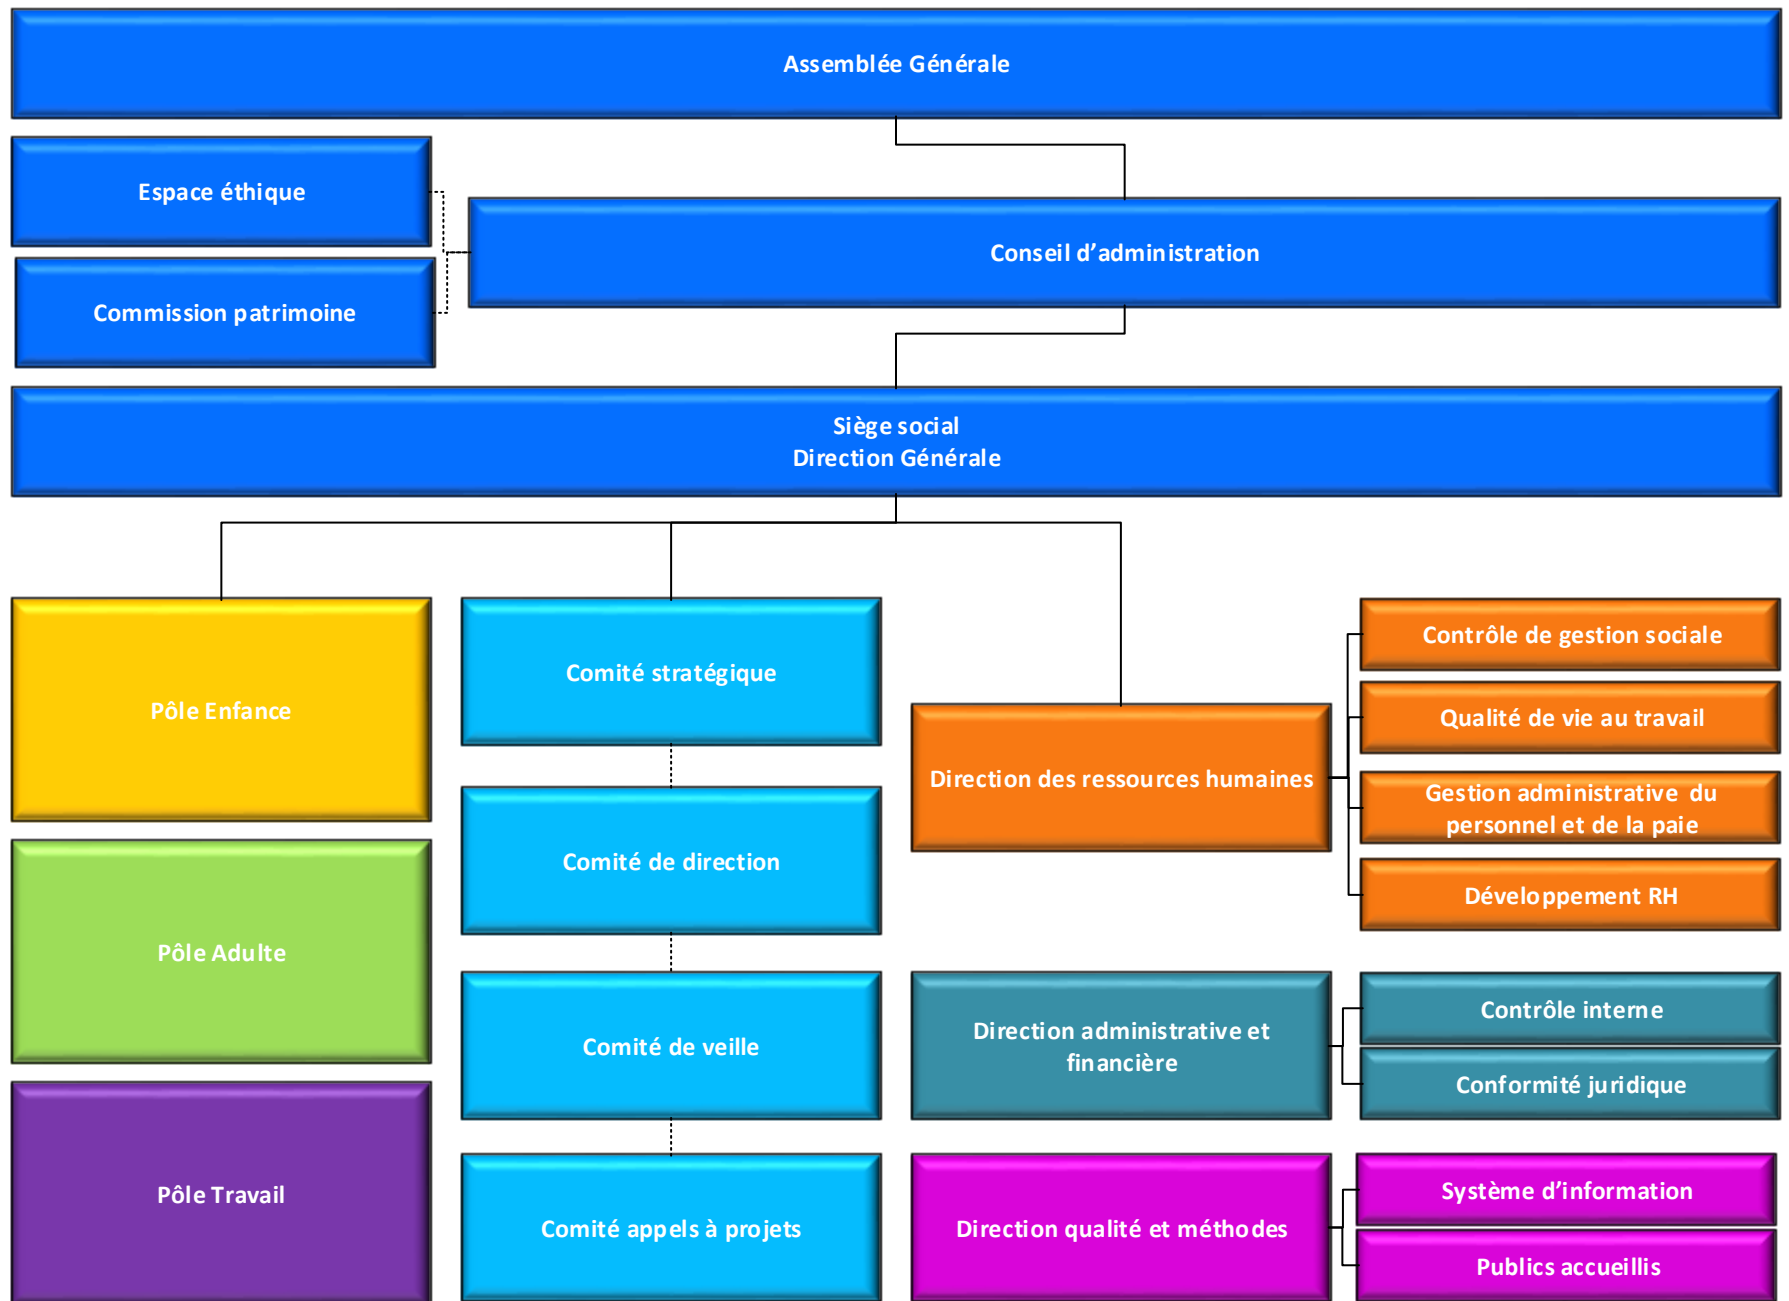 Assemblée Générale
Espace éthique
Conseil d’administration
Commission patrimoine
Siège social
Direction Générale
Pôle Enfance
Pôle Adulte
Pôle Travail
Comité stratégique
Comité de direction
Comité de veille
Comité appels à projets
Direction des ressources humaines
Contrôle de gestion sociale
Qualité de vie au travail
Gestion administrative du
personnel et de la paie
Développement RH
Direction administrative et
financière
Contrôle interne
Conformité juridique
Direction qualité et méthodes
Système d’information
Publics accueillis